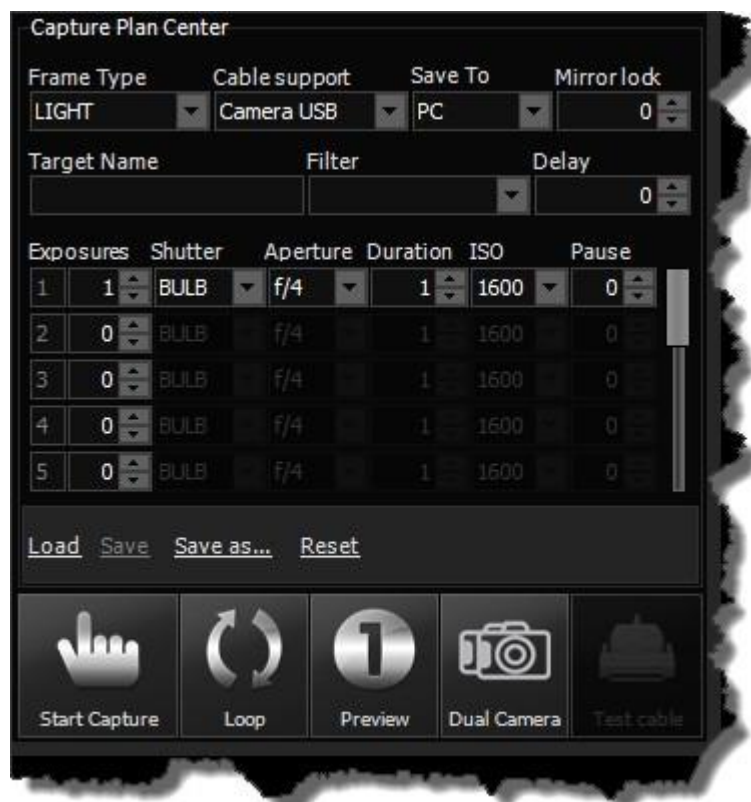 Capture Plan Center
Frame Type Cable support Save To Mirror lock
LIGHT Camera USB PC 0
Target Name Filter Delay
0
Exposures Shutter Aperture Duration ISO Pause
1 1 BULB f/4 1 1600 0
2 0 BULB f/4 1 1600 0
3 0 BULB f/4 1 1600 0
4 0 BULB f/4 1 1600 0
5 0 BULB f/4 1 1600 0
Load Save Save as... Reset
1
Start Capture Loop Preview Dual Camera Test cable